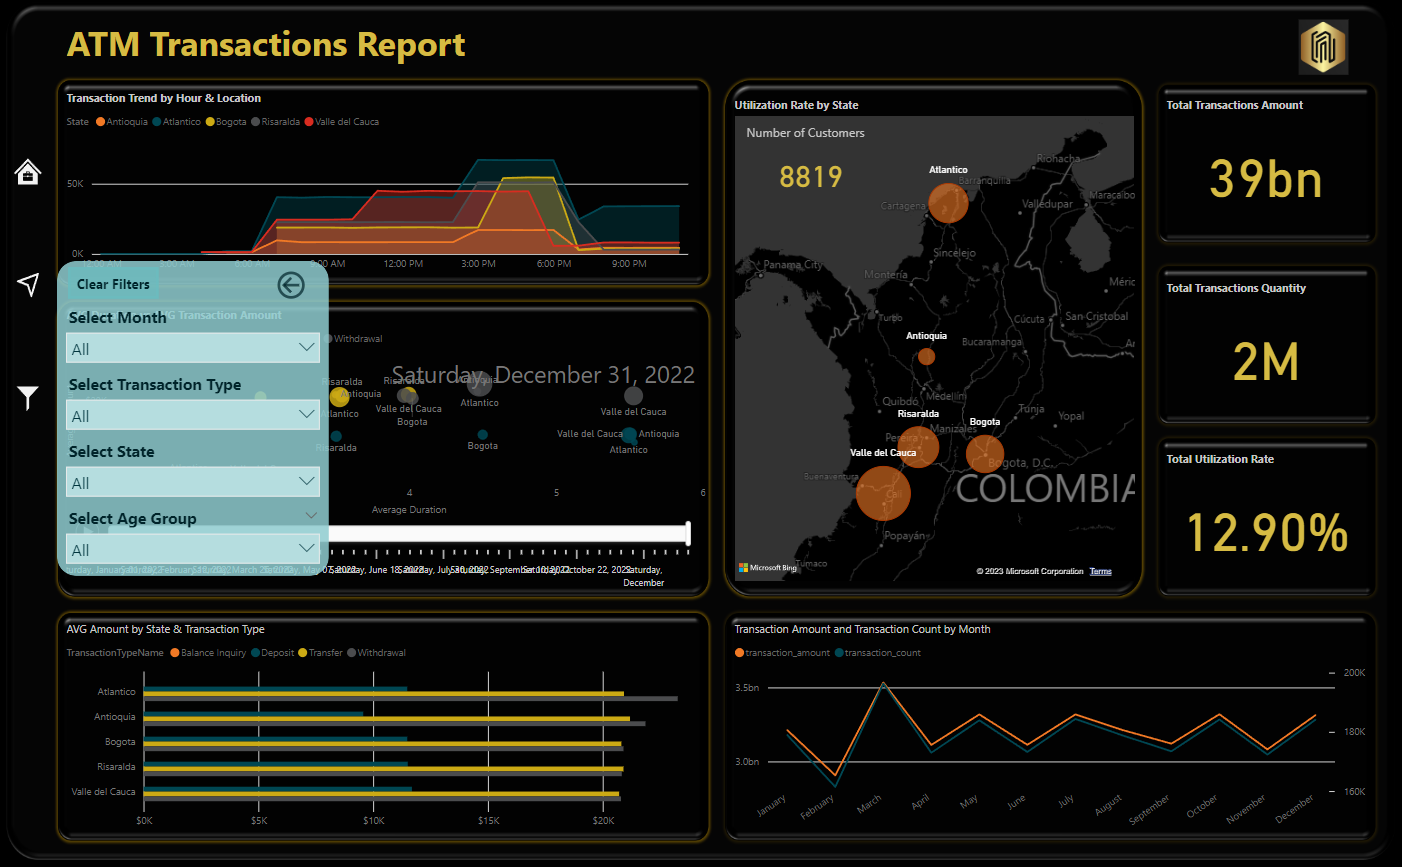 ATM Transactions Report
Transaction Trend by Hour & Location
State Antioquia Atlantico Bogota Risaralda Valle del Cauca
50K
0K
12:00 PM 3:00 PM 6:00 PM 9:00 PM
Clear Filters
Select Month
All
Select Transaction Type
All
Select State
All
Select Age Group
All
Transaction Amount
Withdrawal
Saturday, December 31, 2022
Risaralda
Antioquia
Atlantico
Risaralda
Valle del Cauca
Bogota
Antioquia
Atlantico
Bogota
Valle del Cauca
Valle del Cauca Antioquia
Atlantico
Risaralda
4 5 6
Average Duration
Saturday,
December
Utilization Rate by State
Number of Customers
8819
Atlantico
Barranquilla
Riohacha
Cartagena
Valledupar
Maracaibo
Sincelejo
Panama City
Montería
Turbo
Cúcuta
San Cristobal
Antioquia
Bucaramanga
Quibdó
Medellín
Risaralda
Manizales
Pereira
Bogota
Tunja
Yopal
Valle del Cauca
Bogota, D.C.
Buenaventura
Cali
COLOMBIA
Popayán
Tumaco
Microsoft Bing
© 2023 Microsoft Corporation Terms
Total Transactions Amount
39bn
Total Transactions Quantity
2M
Total Utilization Rate
12.90%
AVG Amount by State & Transaction Type
TransactionTypeName Balance Inquiry Deposit Transfer Withdrawal
Atlantico
Antioquia
Bogota
Risaralda
Valle del Cauca
$0K $5K $10K $15K $20K
Transaction Amount and Transaction Count by Month
transaction_amount transaction_count
3.5bn
3.0bn
200K
180K
160K
January February March April May June July August September October November December